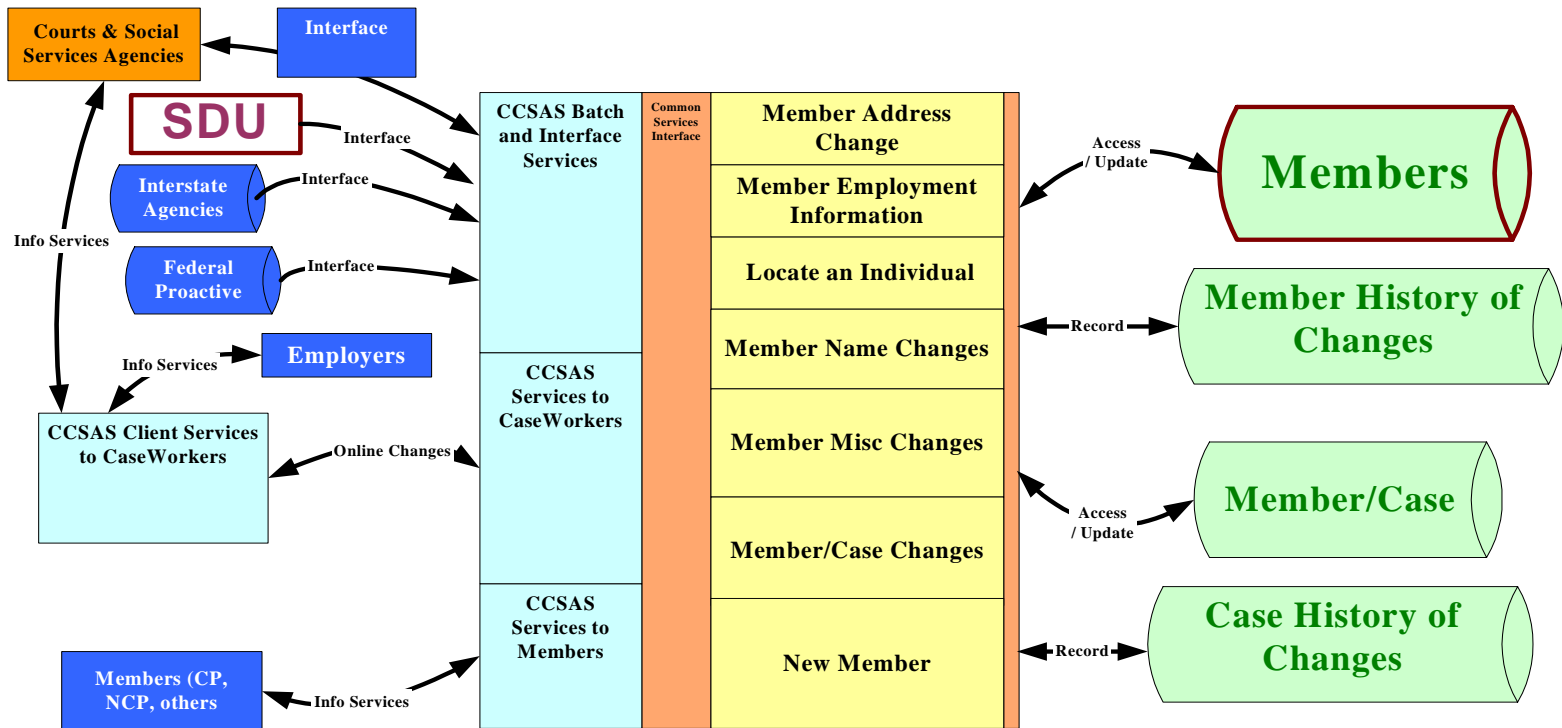 Courts & Social
Services Agencies
Interface
SDU
Interface
Interstate
Agencies
Interface
Federal
Proactive
Interface
Info Services
Employers
Info Services
CCSAS Client Services
to CaseWorkers
Online Changes
Members (CP,
NCP, others
Info Services
CCSAS Batch
and Interface
Services
CCSAS
Services to
CaseWorkers
CCSAS
Services to
Members
Common
Services
Interface
Member Address
Change
Member Employment
Information
Locate an Individual
Member Name Changes
Member Misc Changes
Member/Case Changes
New Member
Access
/ Update
Members
Record
Member History of
Changes
Access
/ Update
Member/Case
Record
Case History of
Changes